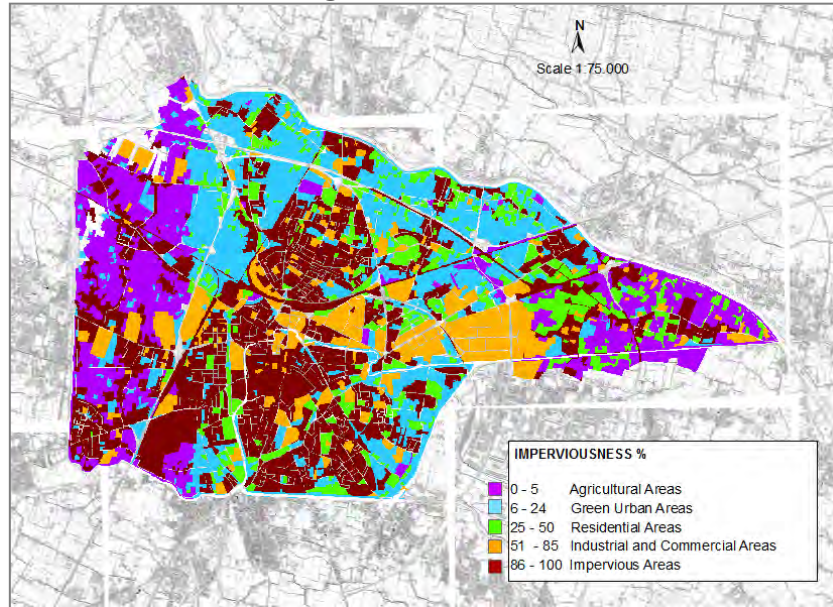 N
Scale 1:75.000
IMPERVIOUSNESS %
0 - 5 Agricultural Areas
6 - 24 Green Urban Areas
25 - 50 Residential Areas
51 - 85 Industrial and Commercial Areas
86 - 100 Impervious Areas